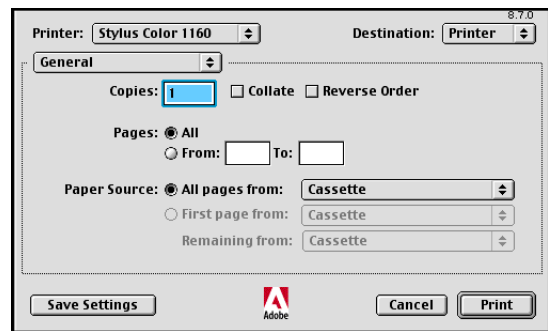 8.7.0
Printer: Stylus Color 1160 Destination: Printer
General
Copies: 1 Collate Reverse Order
Pages: All
From: To:
Paper Source: All pages from: Cassette
First page from: Cassette
Remaining from: Cassette
Save Settings Adobe Cancel Print